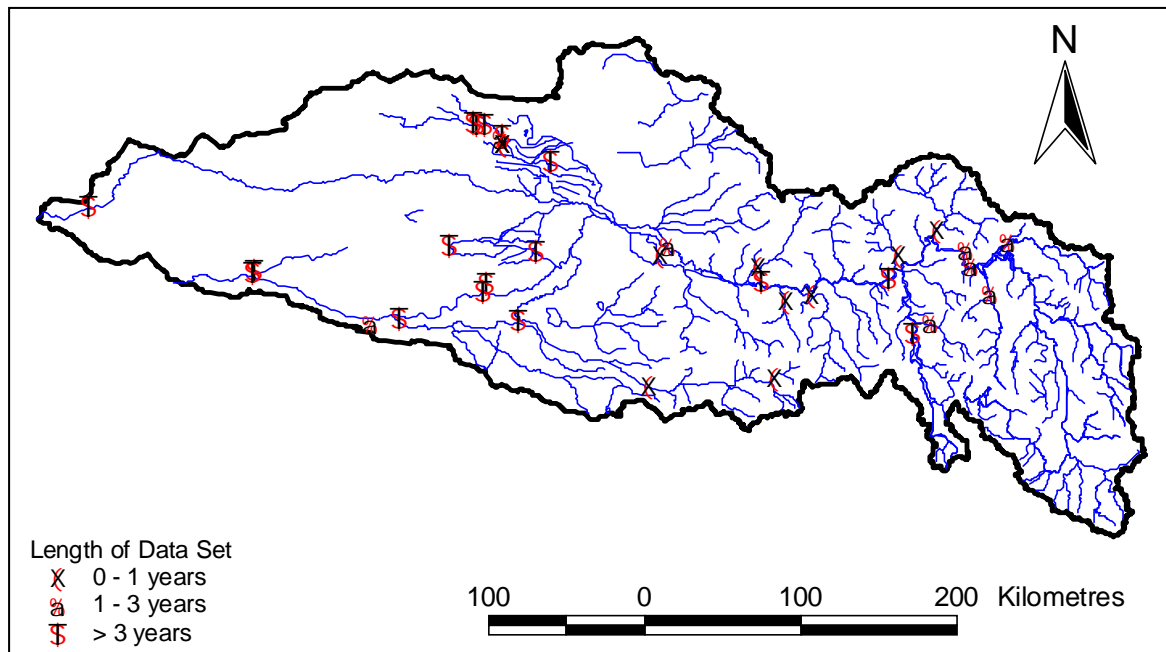 N
Length of Data Set
0 - 1 years
1 - 3 years
> 3 years
100 0 100 200 Kilometres